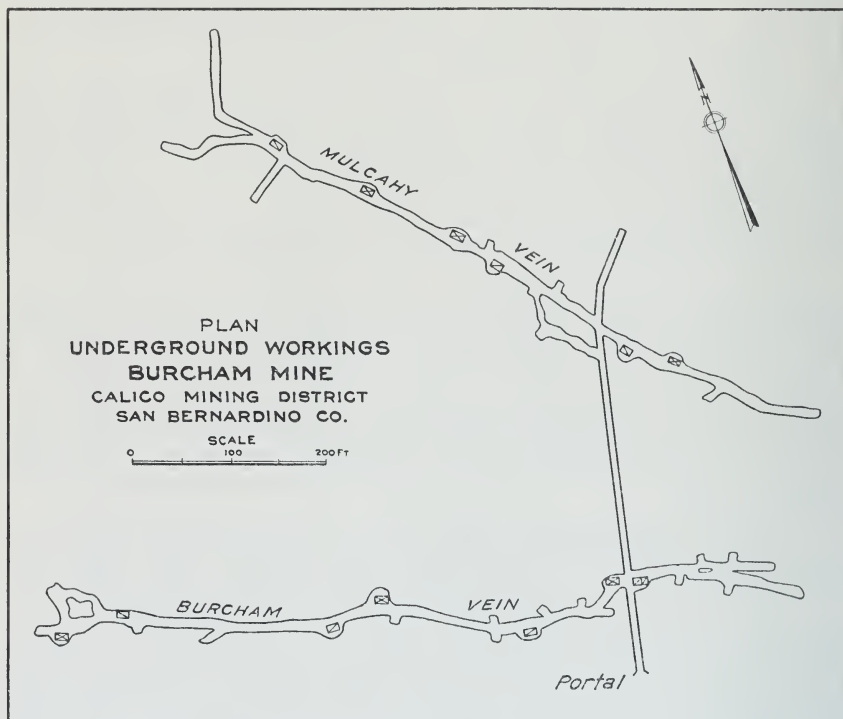 MULCAHY
VEIN
N
PLAN
UNDERGROUND WORKINGS
BURCHAM MINE
CALICO MINING DISTRICT
SAN BERNARDINO CO.
SCALE
0 100 200 FT
BURCHAM VEIN
Portal